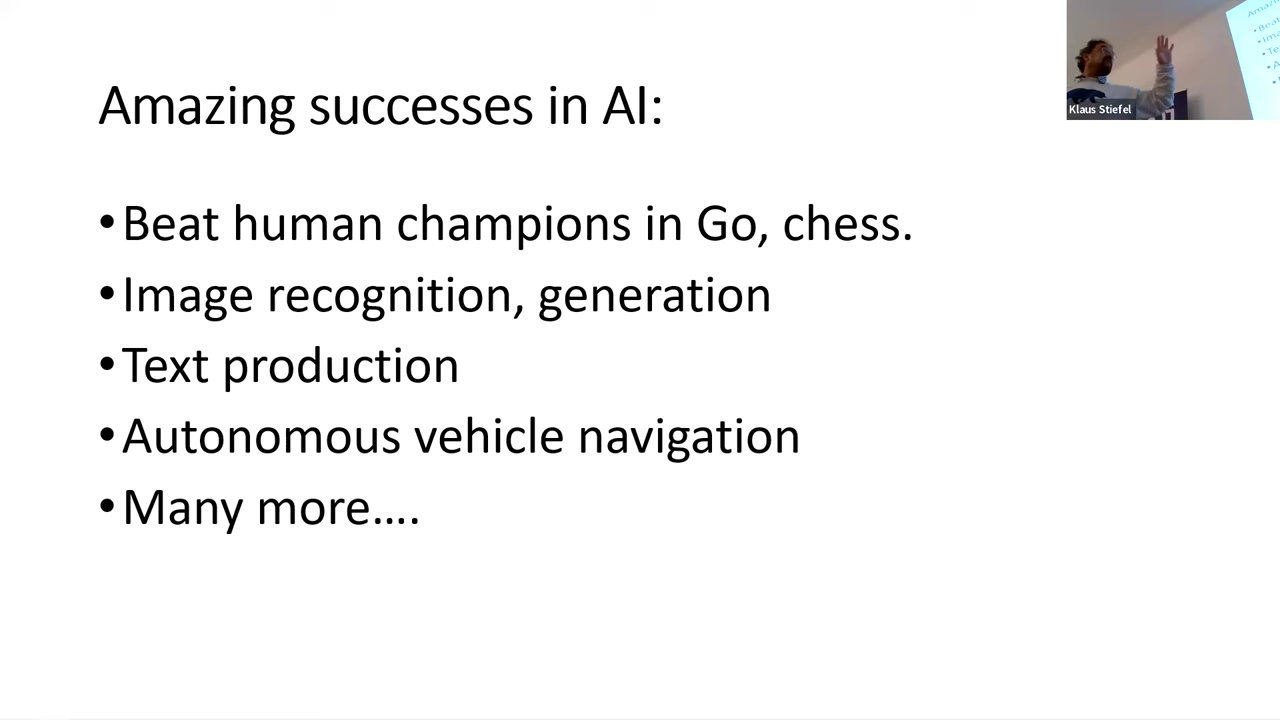 Amazing successes in AI:
•Beat human champions in Go, chess.
•Image recognition, generation
•Text production
•Autonomous vehicle navigation
•Many more….
Klaus Stiefel